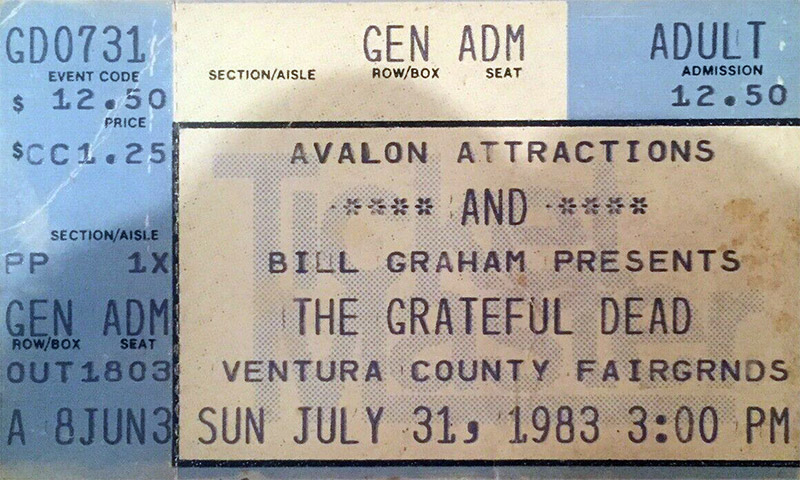 GD0731
EVENT CODE
$ 12.50
PRICE
$CC1.25
SECTION/AISLE
PP 1X
GEN ADM
ROW/BOX SEAT
OUT1803
A 8JUN3
GEN ADM
SECTION/AISLE ROW/BOX SEAT
ADULT
ADMISSION
12.50
AVALON ATTRACTIONS
**** AND ****
BILL GRAHAM PRESENTS
THE GRATEFUL DEAD
VENTURA COUNTY FAIRGRNDS
SUN JULY 31, 1983 3:00 PM
Ticket
Master